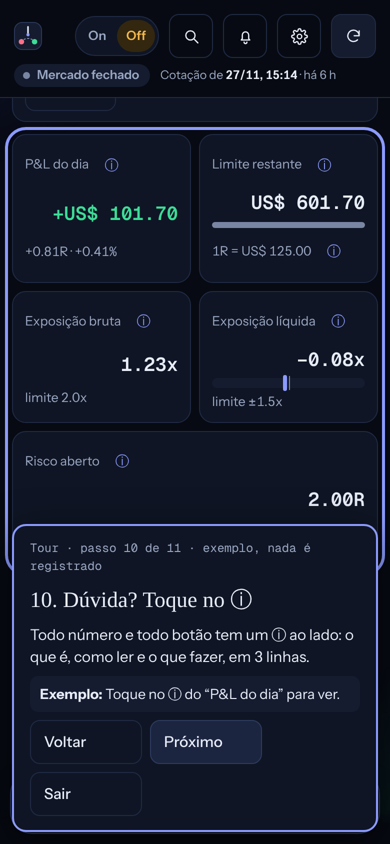 On Off
Mercado fechado Cotação de 27/11, 15:14 · há 6 h
P&L do dia ⓘ
+US$ 101.70
+0.81R · +0.41%
Limite restante
US$ 601.70
1R = US$ 125.00 ⓘ
Exposição bruta ⓘ
1.23x
limite 2.0x
Exposição líquida ⓘ
−0.08x
limite ±1.5x
Risco aberto ⓘ
2.00R
Tour · passo 10 de 11 · exemplo, nada é
registrado
10. Dúvida? Toque no ⓘ
Todo número e todo botão tem um ⓘ ao lado: o
que é, como ler e o que fazer, em 3 linhas.
Exemplo: Toque no ⓘ do “P&L do dia” para ver.
Voltar Próximo
Sair